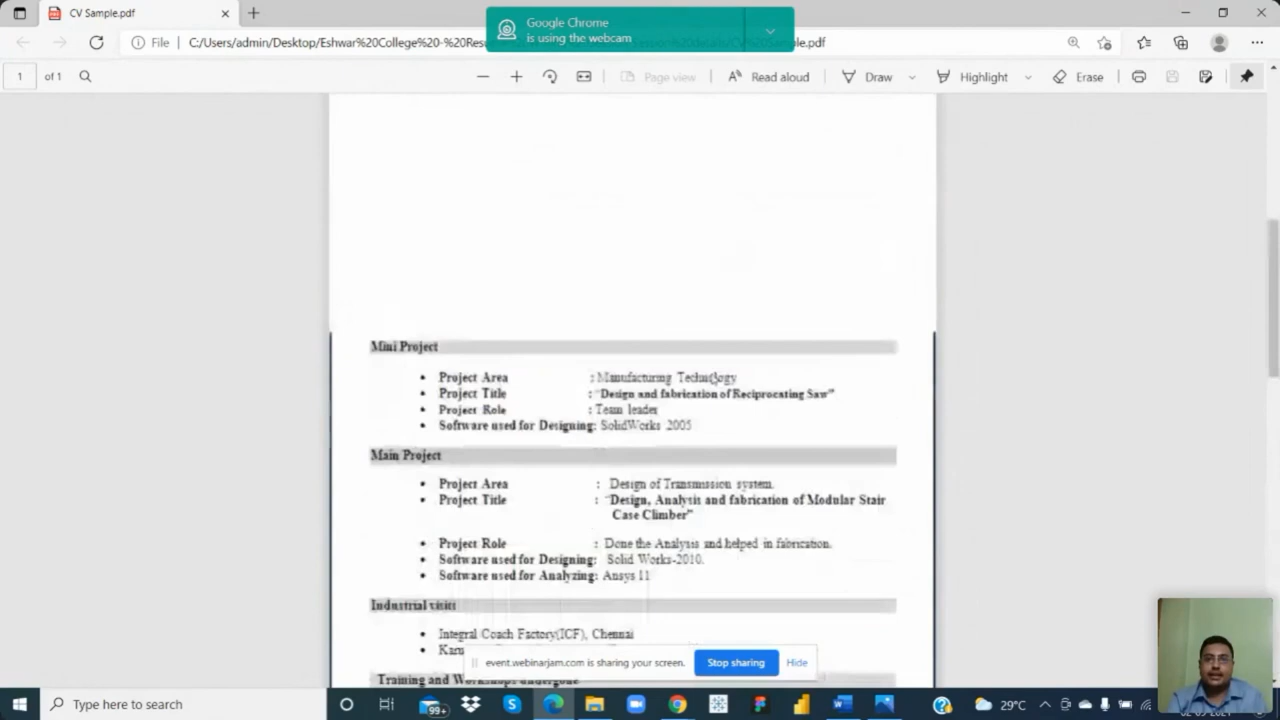 CV Sample.pdf
Google Chrome
is using the webcam
File
C:/Users/admin/Desktop/Eshwar%20College%20-%20Resu
Sample.pdf
1 of 1
Page view
Read aloud
Draw
Highlight
Erase
Mini Project
• Project Area : Manufacturing Technology
• Project Title : "Design and fabrication of Reciprocating Saw"
• Project Role : Team leader
• Software used for Designing: SolidWorks 2005
Main Project
• Project Area : Design of Transmission system.
• Project Title : "Design, Analysis and fabrication of Modular Stair
Case Climber"
• Project Role : Done the Analysis and helped in fabrication.
• Software used for Designing: Solid Works-2010.
• Software used for Analyzing: Ansys 11
Industrial visits
• Integral Coach Factory(ICF), Chennai
event.webinarjam.com is sharing your screen.
Stop sharing
Hide
Training and Workshops undergone
Type here to search
99+
29°C